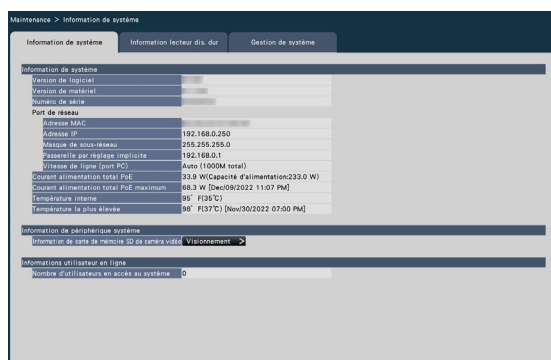 Maintenance > Information de système
Information de système
Information lecteur dis. dur
Gestion de système
Information de système
Version de logiciel
Version de matériel
Numéro de série
Port de réseau
Adresse MAC
Adresse IP 192.168.0.250
Masque de sous-réseau 255.255.255.0
Passerelle par réglage implicite 192.168.0.1
Vitesse de ligne (port PC) Auto (1000M total)
Courant alimentation total PoE 33.9 W(Capacité d'alimentation:233.0 W)
Courant alimentation total PoE maximum 68.3 W [Dec/09/2022 11:07 PM]
Température interne 95° F(35℃)
Température la plus élevée 98° F(37℃) [Nov/30/2022 07:00 PM]
Information de périphérique système
Information de carte de mémoire SD de caméra vidéo Visionnement >
Informations utilisateur en ligne
Nombre d'utilisateurs en accès au système 0